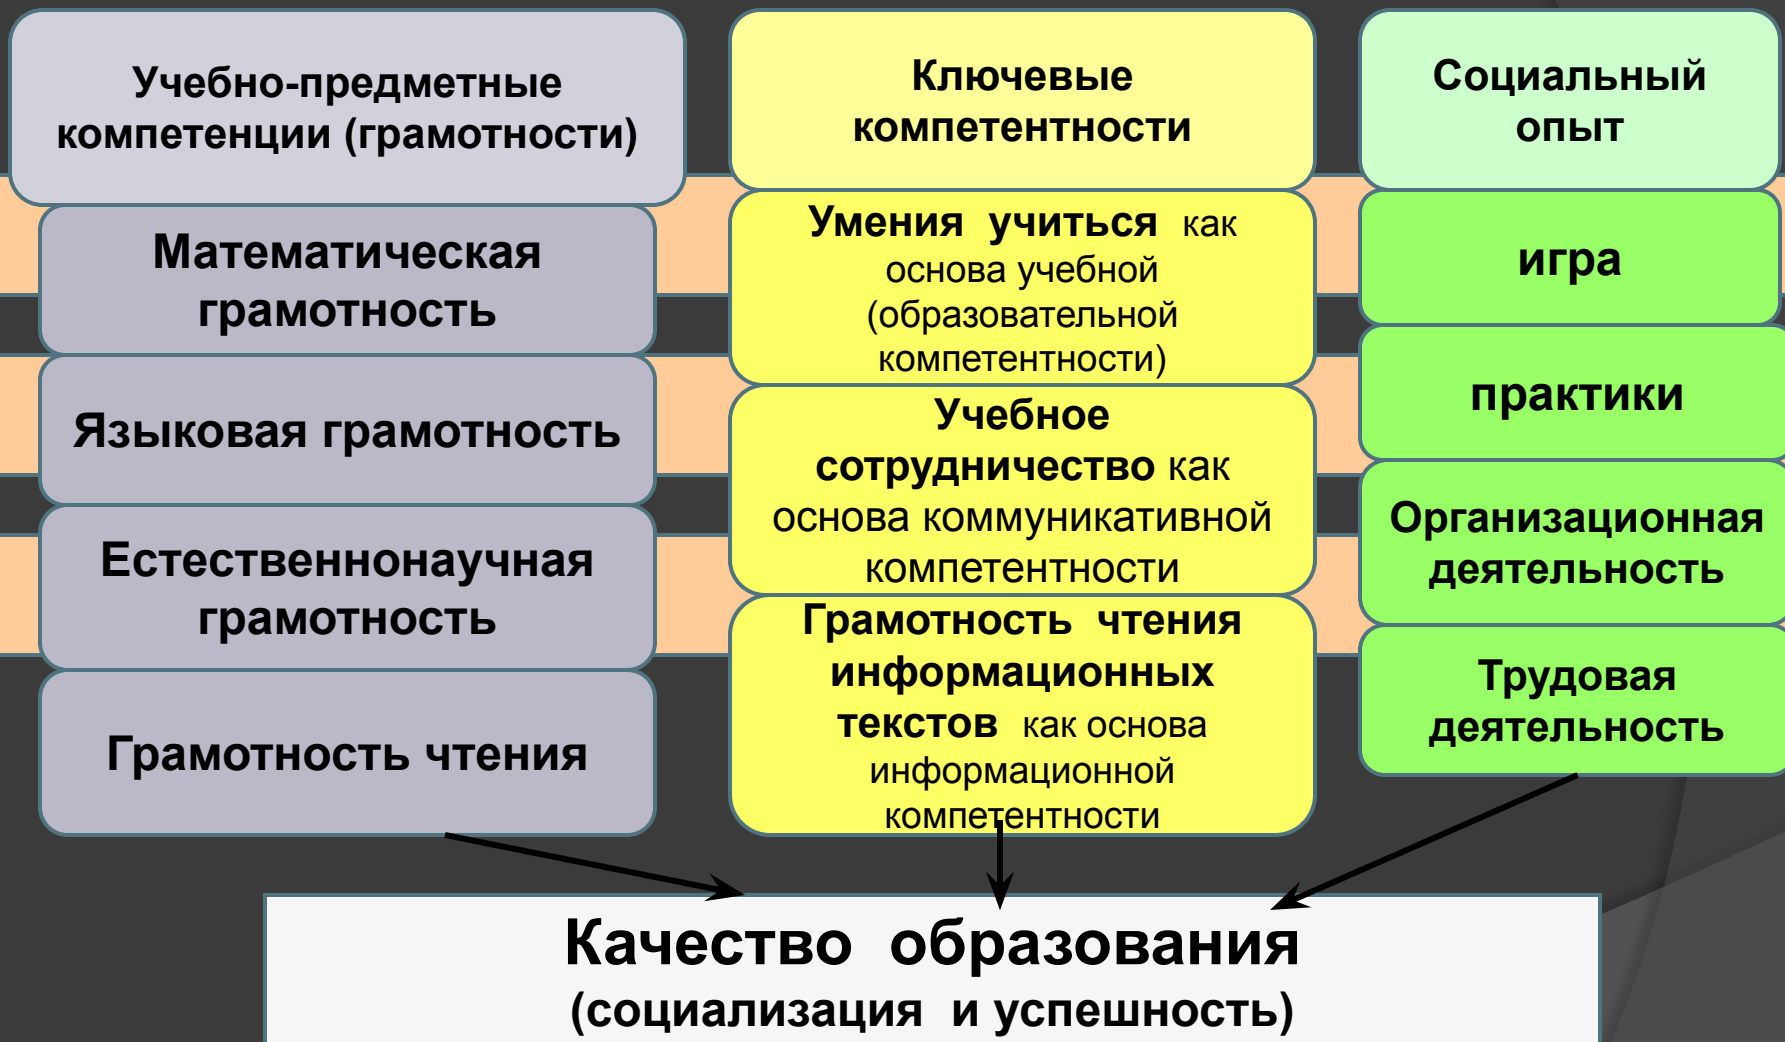 Учебно-предметные
компетенции (грамотности)
Математическая
грамотность
Языковая грамотность
Естественнонаучная
грамотность
Грамотность чтения
Ключевые
компетентности
Умения учиться как
основа учебной
(образовательной
компетентности)
Учебное
сотрудничество как
основа коммуникативной
компетентности
Грамотность чтения
информационных
текстов как основа
информационной
компетентности
Социальный
опыт
игра
практики
Организационная
деятельность
Трудовая
деятельность
Качество образования
(социализация и успешность)